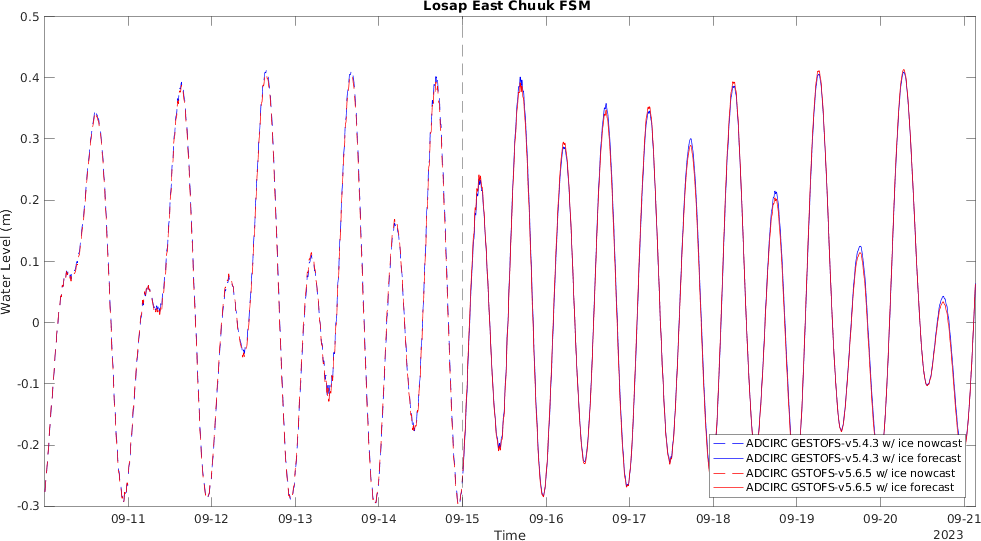 Losap East Chuuk FSM
0.5
0.4
0.3
0.2
0.1
0
-0.1
-0.2
-0.3
Water Level (m)
ADCIRC GESTOFS-v5.4.3 w/ ice nowcast
ADCIRC GESTOFS-v5.4.3 w/ ice forecast
ADCIRC GSTOFS-v5.6.5 w/ ice nowcast
ADCIRC GSTOFS-v5.6.5 w/ ice forecast
09-11 09-12 09-13 09-14 09-15 09-16 09-17 09-18 09-19 09-20 09-21
Time
2023